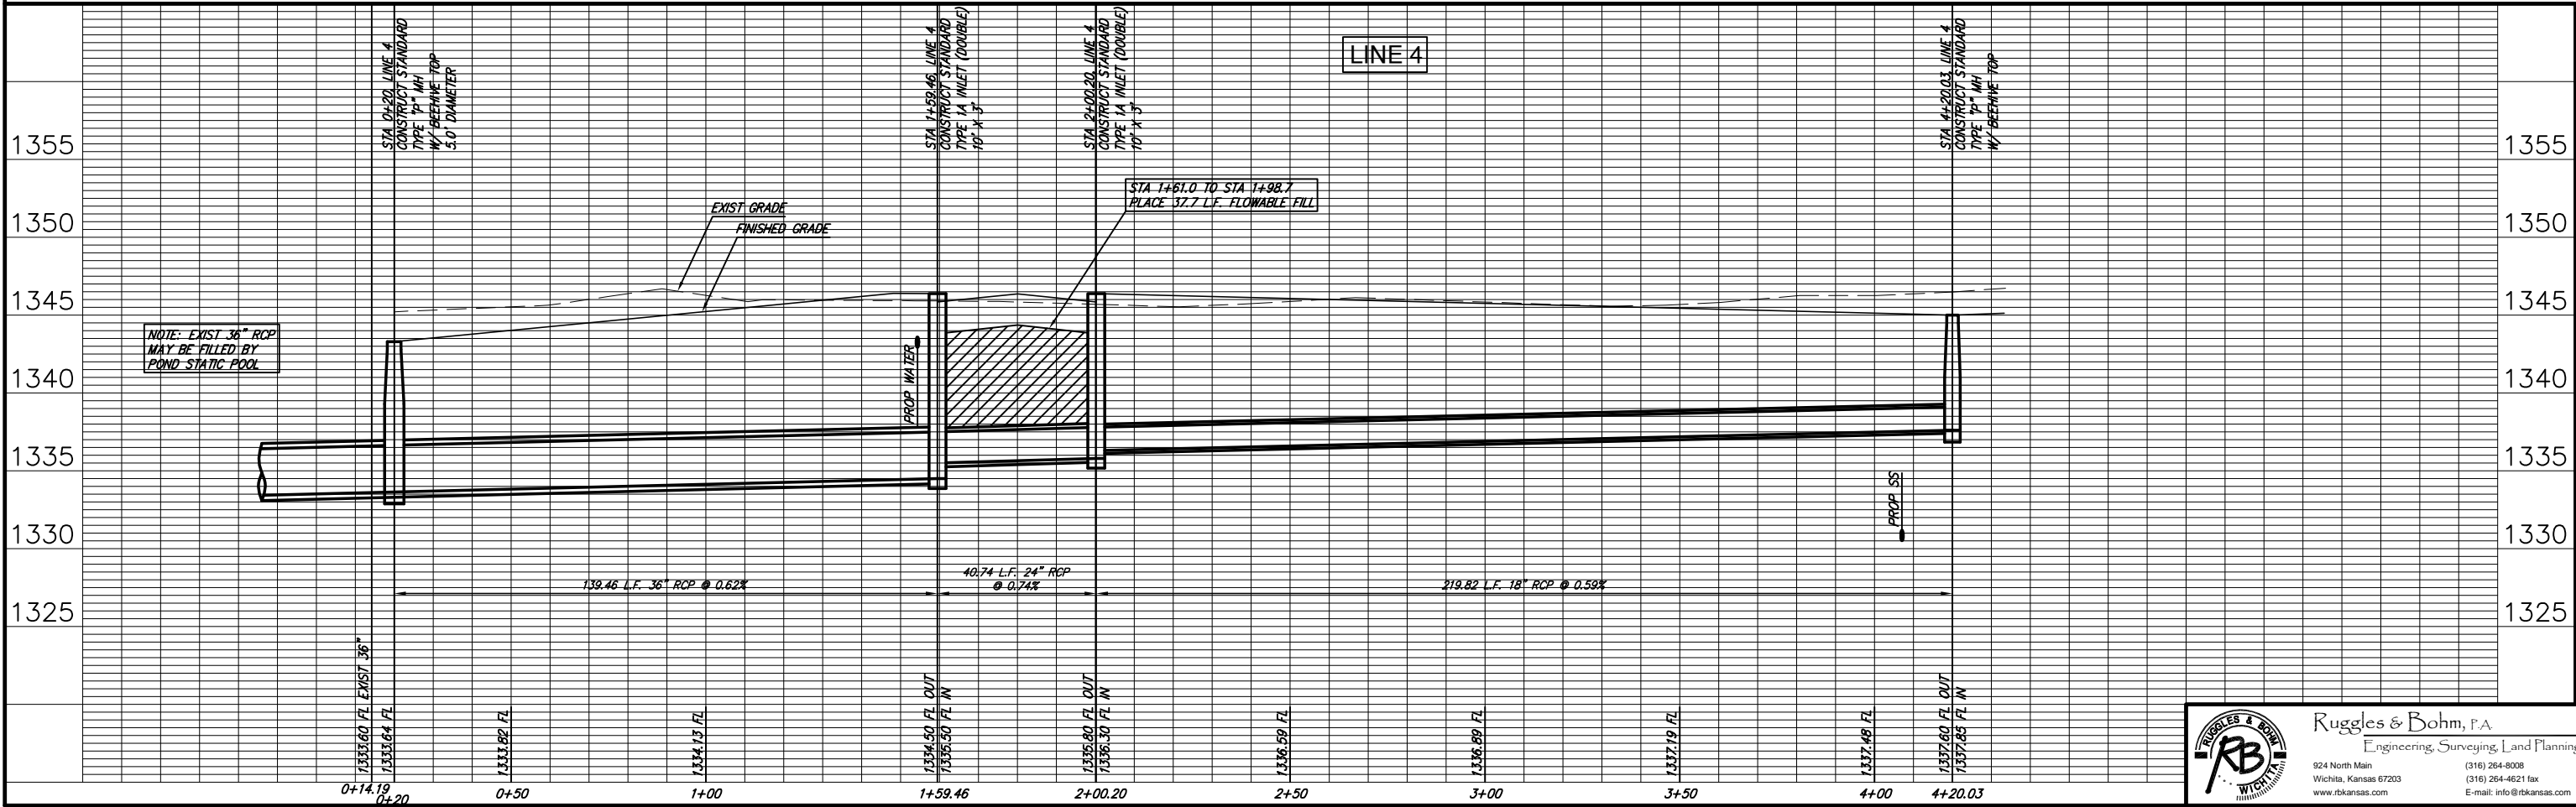 LINE 4
STA 0+20, LINE 4
CONSTRUCT STANDARD
TYPE "P" MH
W/ BEEHIVE TOP
5.0' DIAMETER
STA 1+59.46, LINE 4
CONSTRUCT STANDARD
TYPE 1A INLET (DOUBLE)
10' X 3'
STA 2+00.20, LINE 4
CONSTRUCT STANDARD
TYPE 1A INLET (DOUBLE)
10' X 3'
STA 4+20.03, LINE 4
CONSTRUCT STANDARD
TYPE "P" MH
W/ BEEHIVE TOP
1355
1355
STA 1+61.0 TO STA 1+98.7
PLACE 37.7 L.F. FLOWABLE FILL
EXIST GRADE
FINISHED GRADE
1350
1350
1345
1345
NOTE: EXIST 36" RCP
MAY BE FILLED BY
POND STATIC POOL
PROP WATER
1340
1340
1335
1335
PROP SS
1330
1330
139.46 L.F. 36" RCP @ 0.62%
40.74 L.F. 24" RCP
@ 0.74%
219.82 L.F. 18" RCP @ 0.59%
1325
1325
1333.60 FL EXIST 36"
1333.64 FL
1333.82 FL
1334.13 FL
1334.50 FL OUT
1335.50 FL IN
1335.80 FL OUT
1336.30 FL IN
1336.59 FL
1336.89 FL
1337.19 FL
1337.48 FL
1337.60 FL OUT
1337.85 FL IN
0+14.19
0+20
0+50
1+00
1+59.46
2+00.20
2+50
3+00
3+50
4+00
4+20.03
RUGGLES & BOHM
RB
WICHITA
Ruggles & Bohm, P.A.
Engineering, Surveying, Land Planning
924 North Main
(316) 264-8008
Wichita, Kansas 67203
(316) 264-4621 fax
www.rbkansas.com
E-mail: info@rbkansas.com